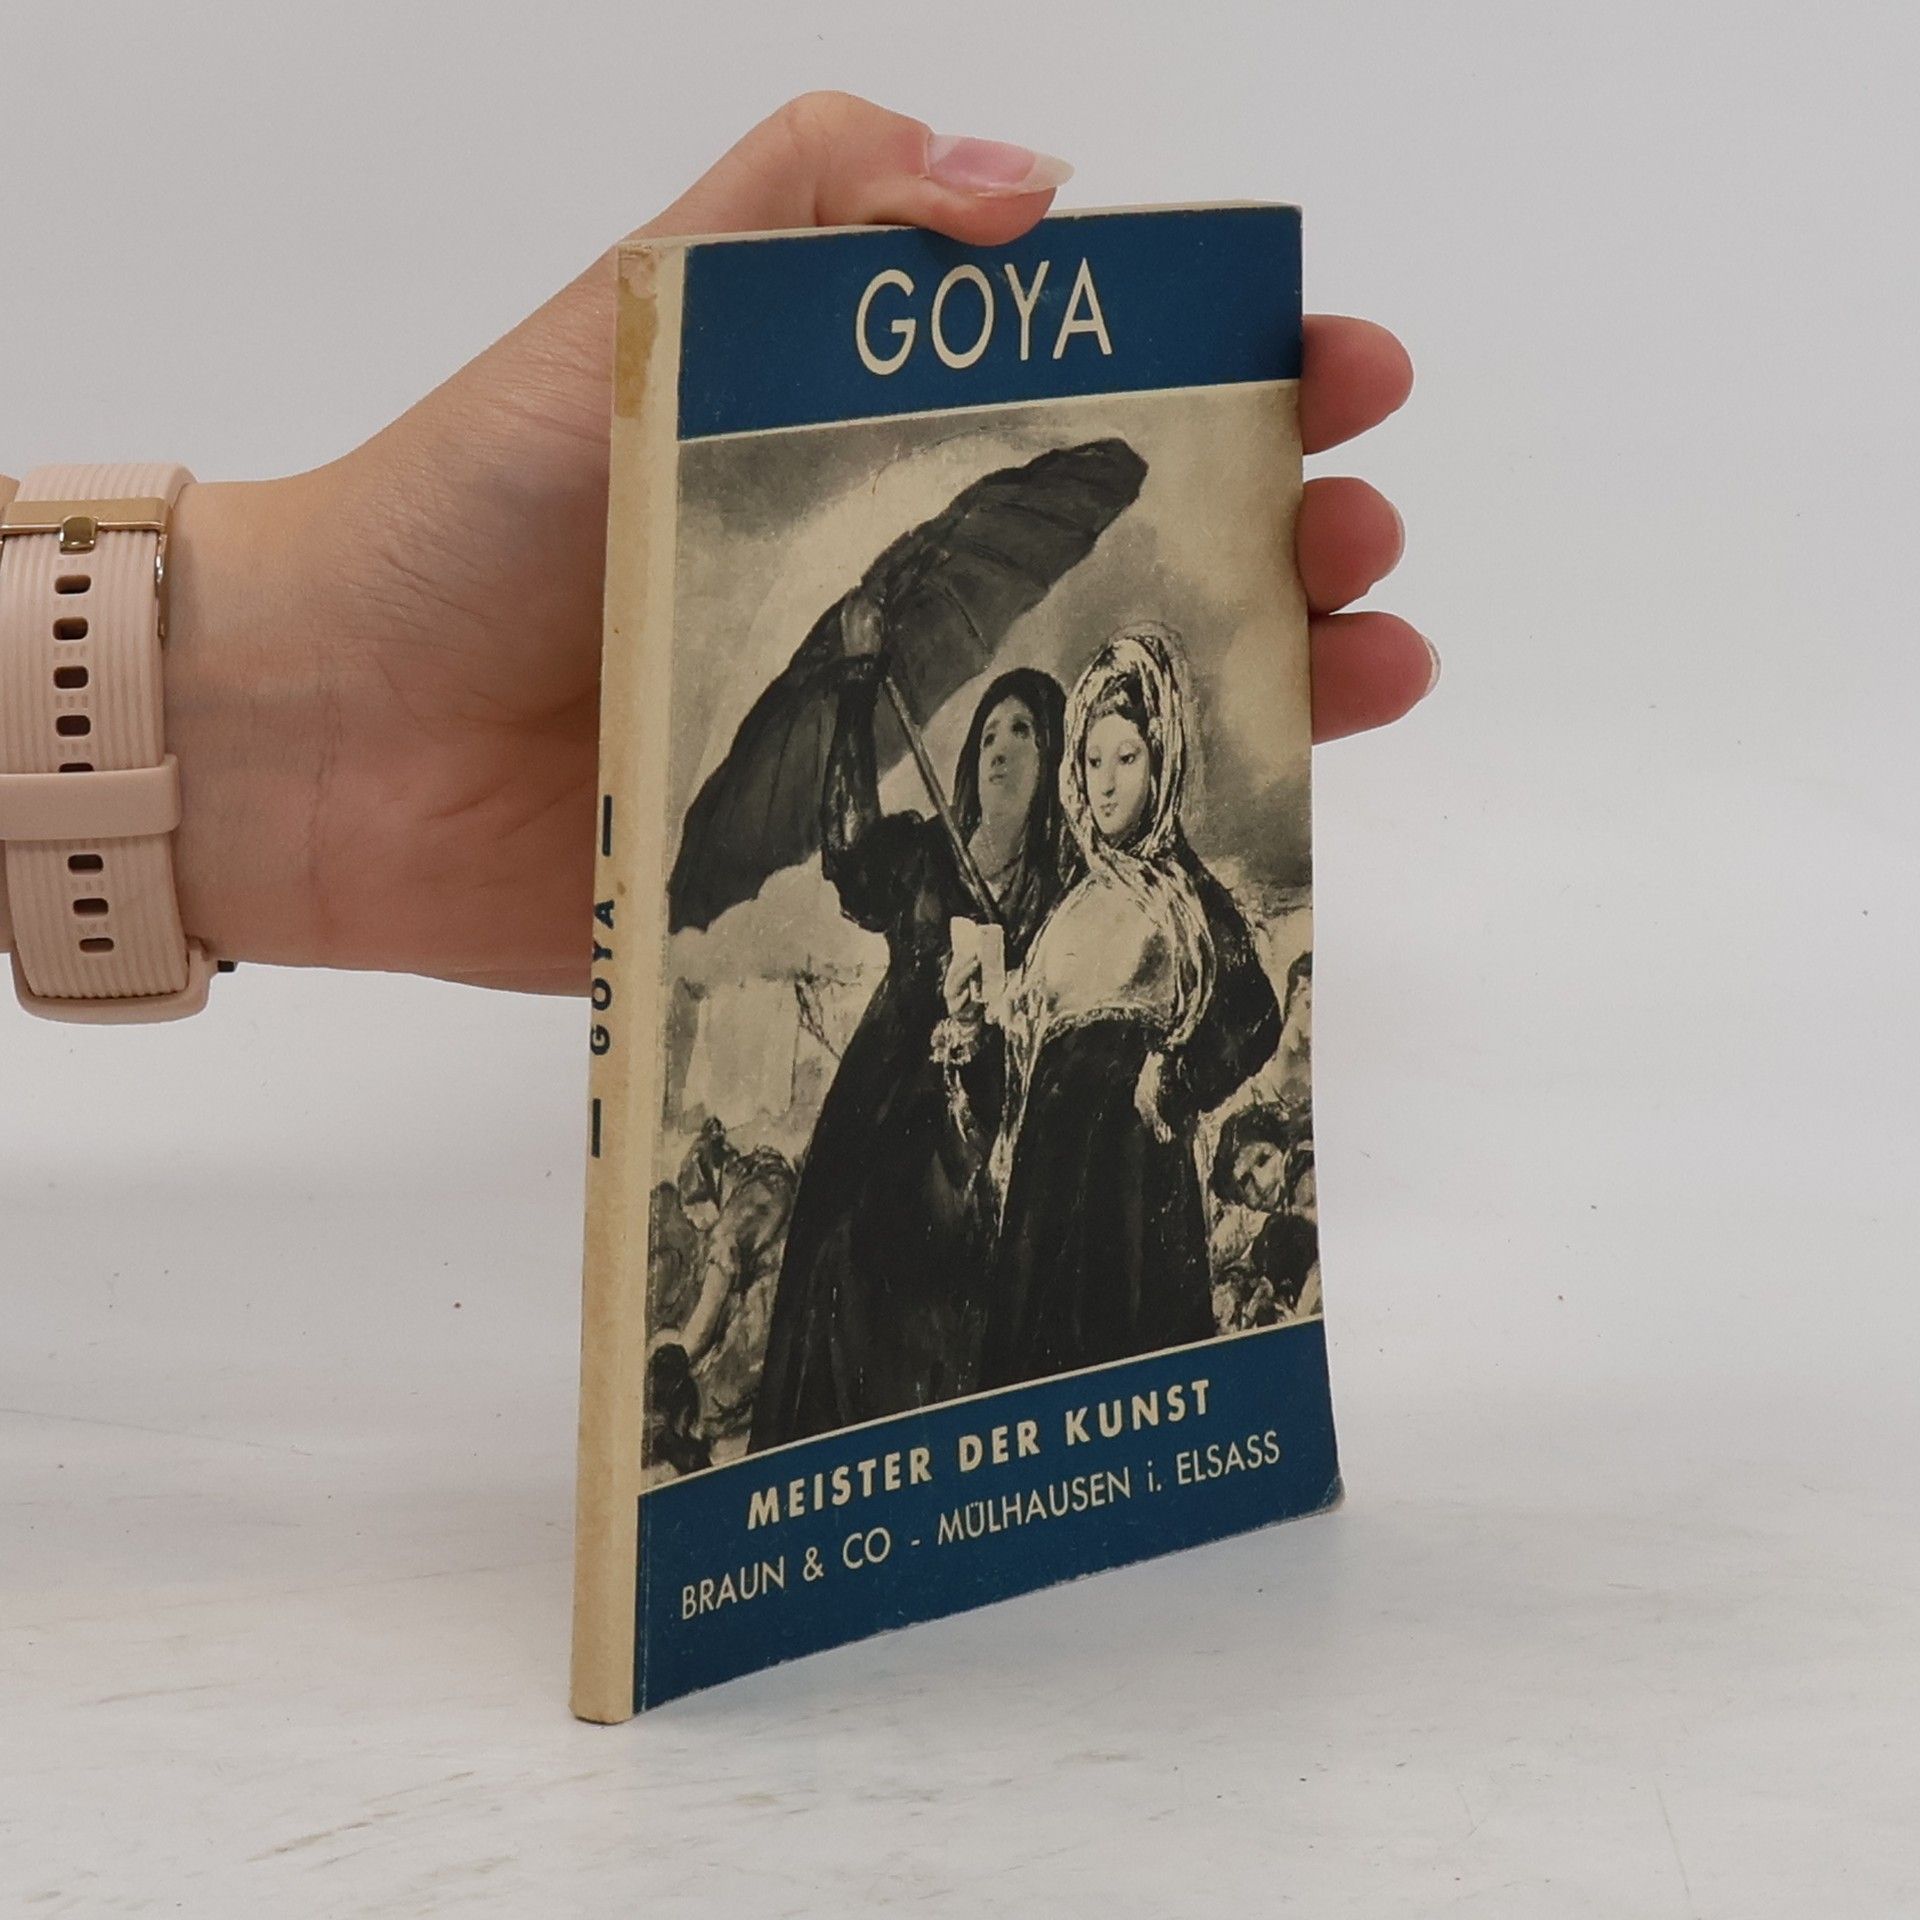 GOYA
— GOYA —
MEISTER DER KUNST
BRAUN & CO - MÜLHAUSEN i. ELSASS